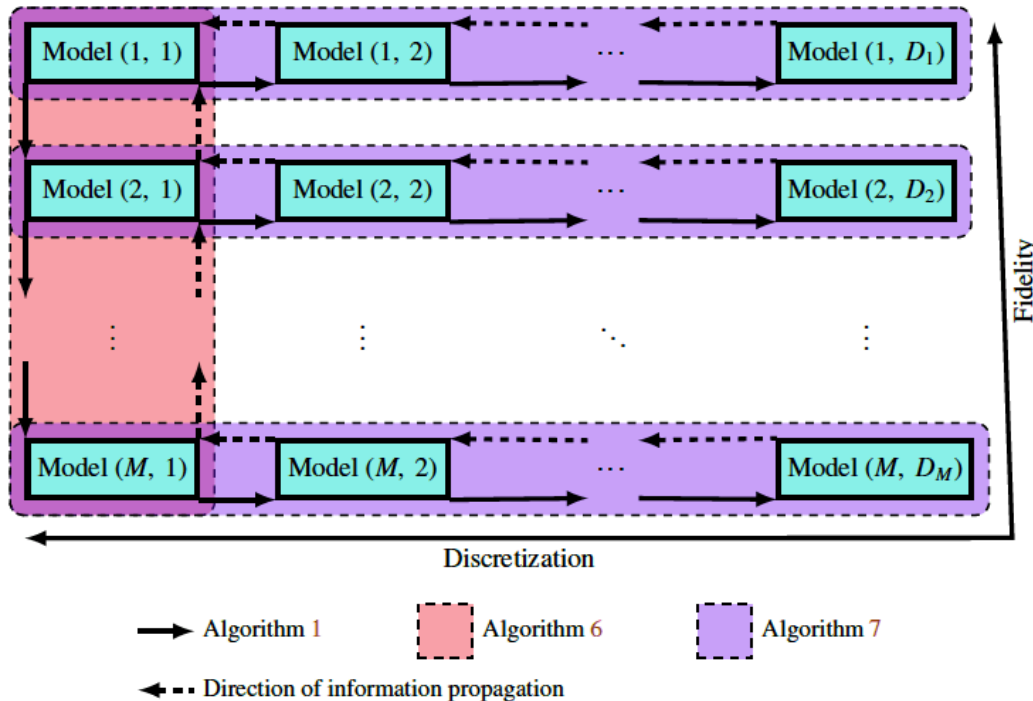 Model (1, 1) Model (1, 2) ⋯ Model (1, D₁)
Model (2, 1) Model (2, 2) ⋯ Model (2, D₂)
⋮ ⋮ ⋱ ⋮
Model (M, 1) Model (M, 2) ⋯ Model (M, D_M)
Fidelity
Discretization
Algorithm 1 Algorithm 6 Algorithm 7
Direction of information propagation